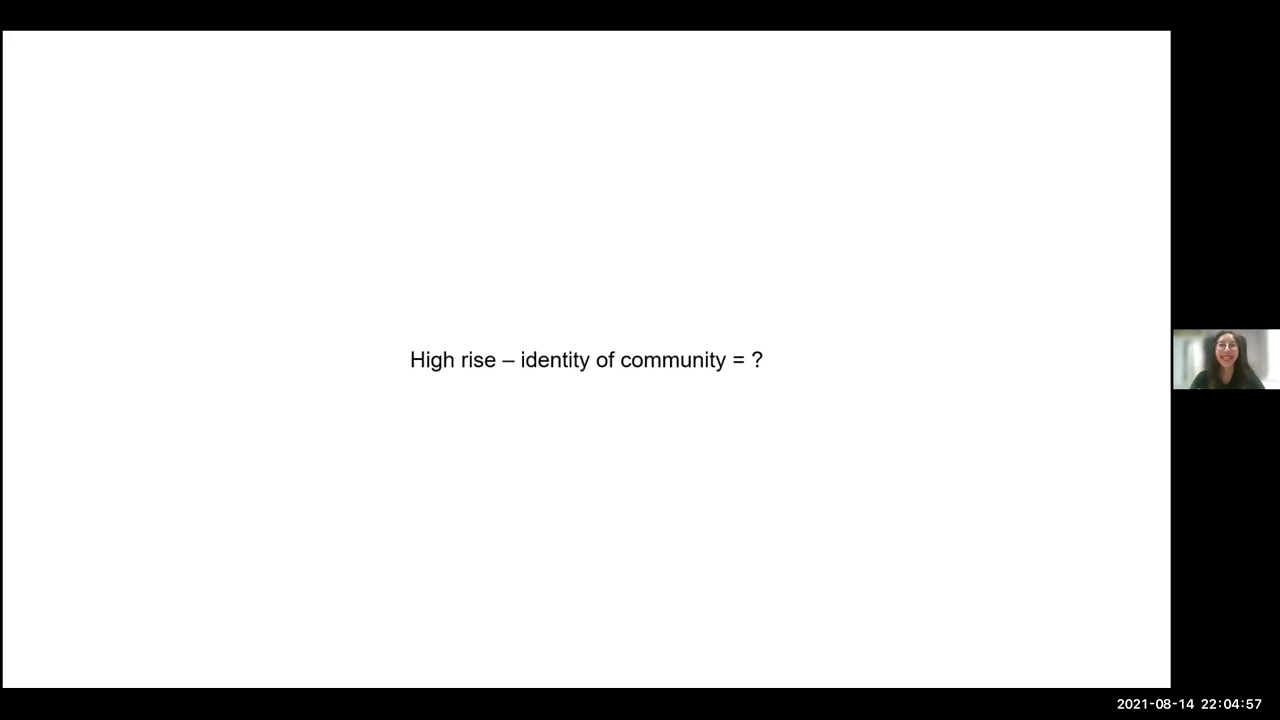 High rise – identity of community = ?
2021-08-14 22:04:57